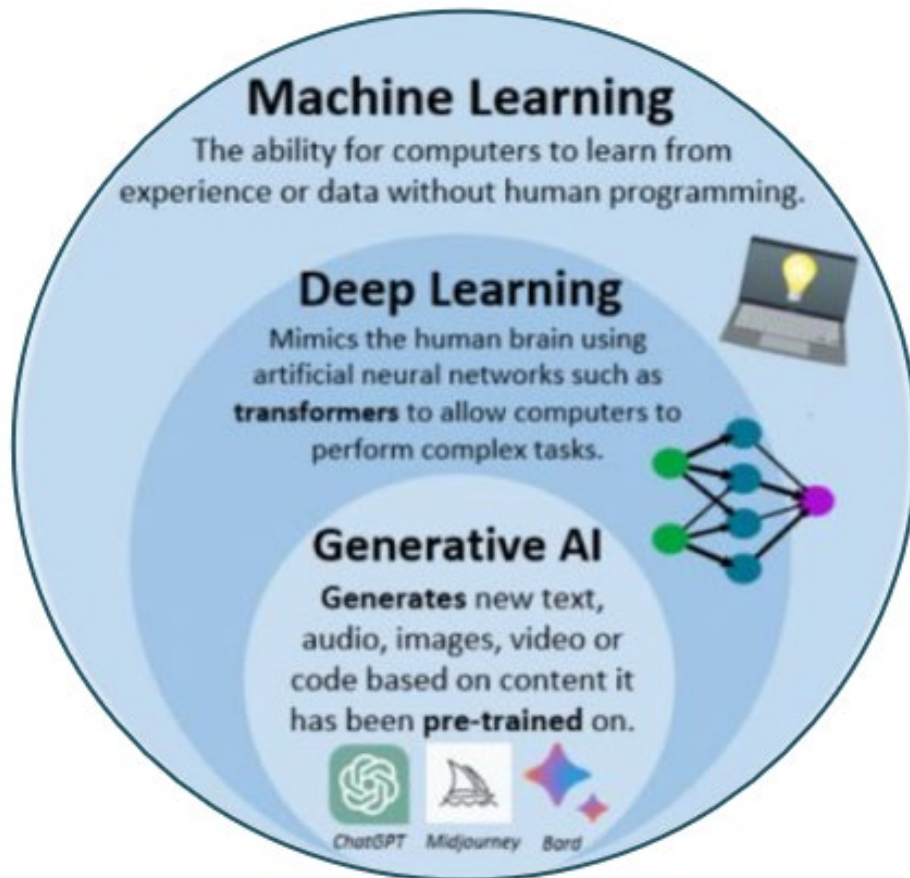 Machine Learning
The ability for computers to learn from
experience or data without human programming.
Deep Learning
Mimics the human brain using
artificial neural networks such as
transformers to allow computers to
perform complex tasks.
Generative AI
Generates new text,
audio, images, video or
code based on content it
has been pre-trained on.
ChatGPT Midjourney Bard